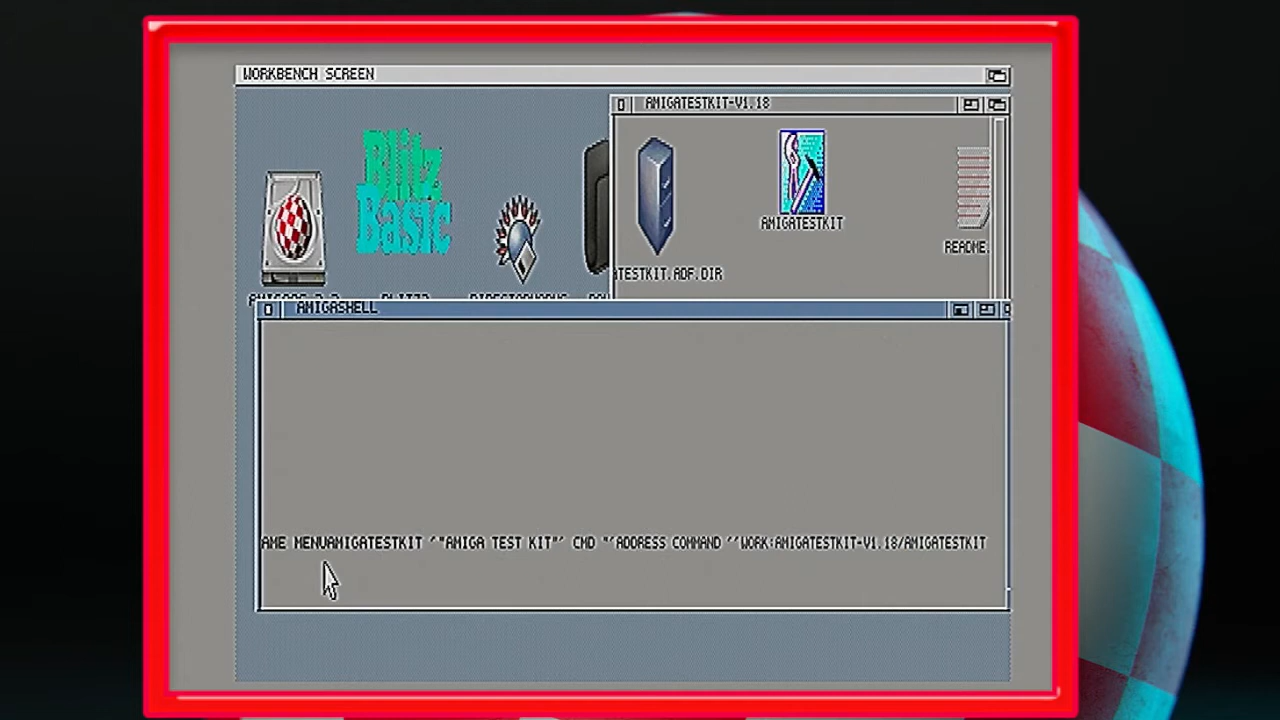 WORKBENCH SCREEN
AMIGATESTKIT-V1.18
Blitz
Basic
AMIGATESTKIT
README.
TESTKIT.ADF.DIR
AMIGASHELL
AME MENUAMIGATESTKIT '"AMIGA TEST KIT"' CMD "'ADDRESS COMMAND ''WORK:AMIGATESTKIT-V1.18/AMIGATESTKIT